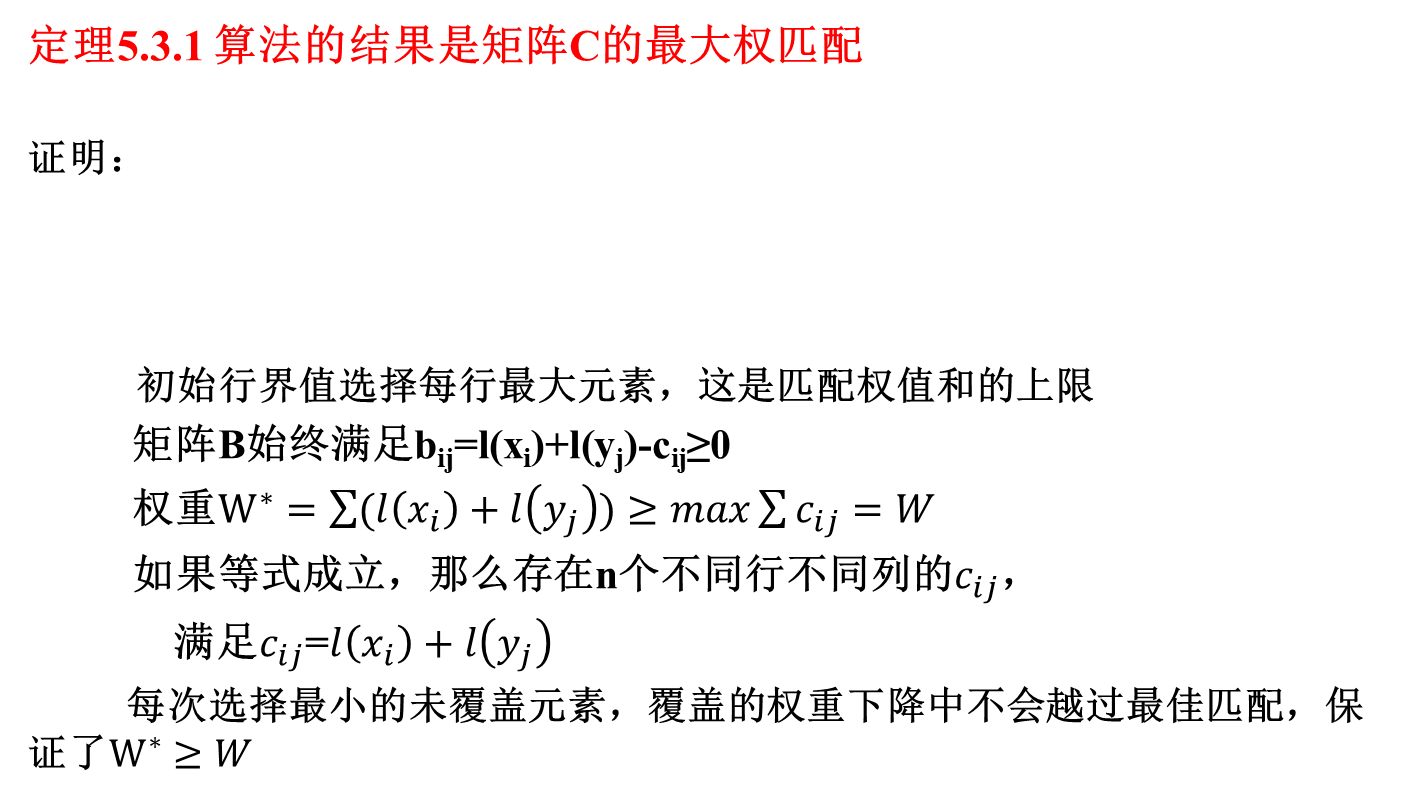 定理5.3.1 算法的结果是矩阵C的最大权匹配
证明：
初始行界值选择每行最大元素，这是匹配权值和的上限
矩阵B始终满足bᵢⱼ=l(xᵢ)+l(yⱼ)-cᵢⱼ≥0
权重W* = ∑(𝑙(𝑥ᵢ) + 𝑙(𝑦ⱼ)) ≥ 𝑚𝑎𝑥 ∑ 𝑐ᵢⱼ = 𝑊
如果等式成立，那么存在n个不同行不同列的𝑐ᵢⱼ，
满足𝑐ᵢⱼ=𝑙(𝑥ᵢ) + 𝑙(𝑦ⱼ)
每次选择最小的未覆盖元素，覆盖的权重下降中不会越过最佳匹配，保
证了W* ≥ 𝑊